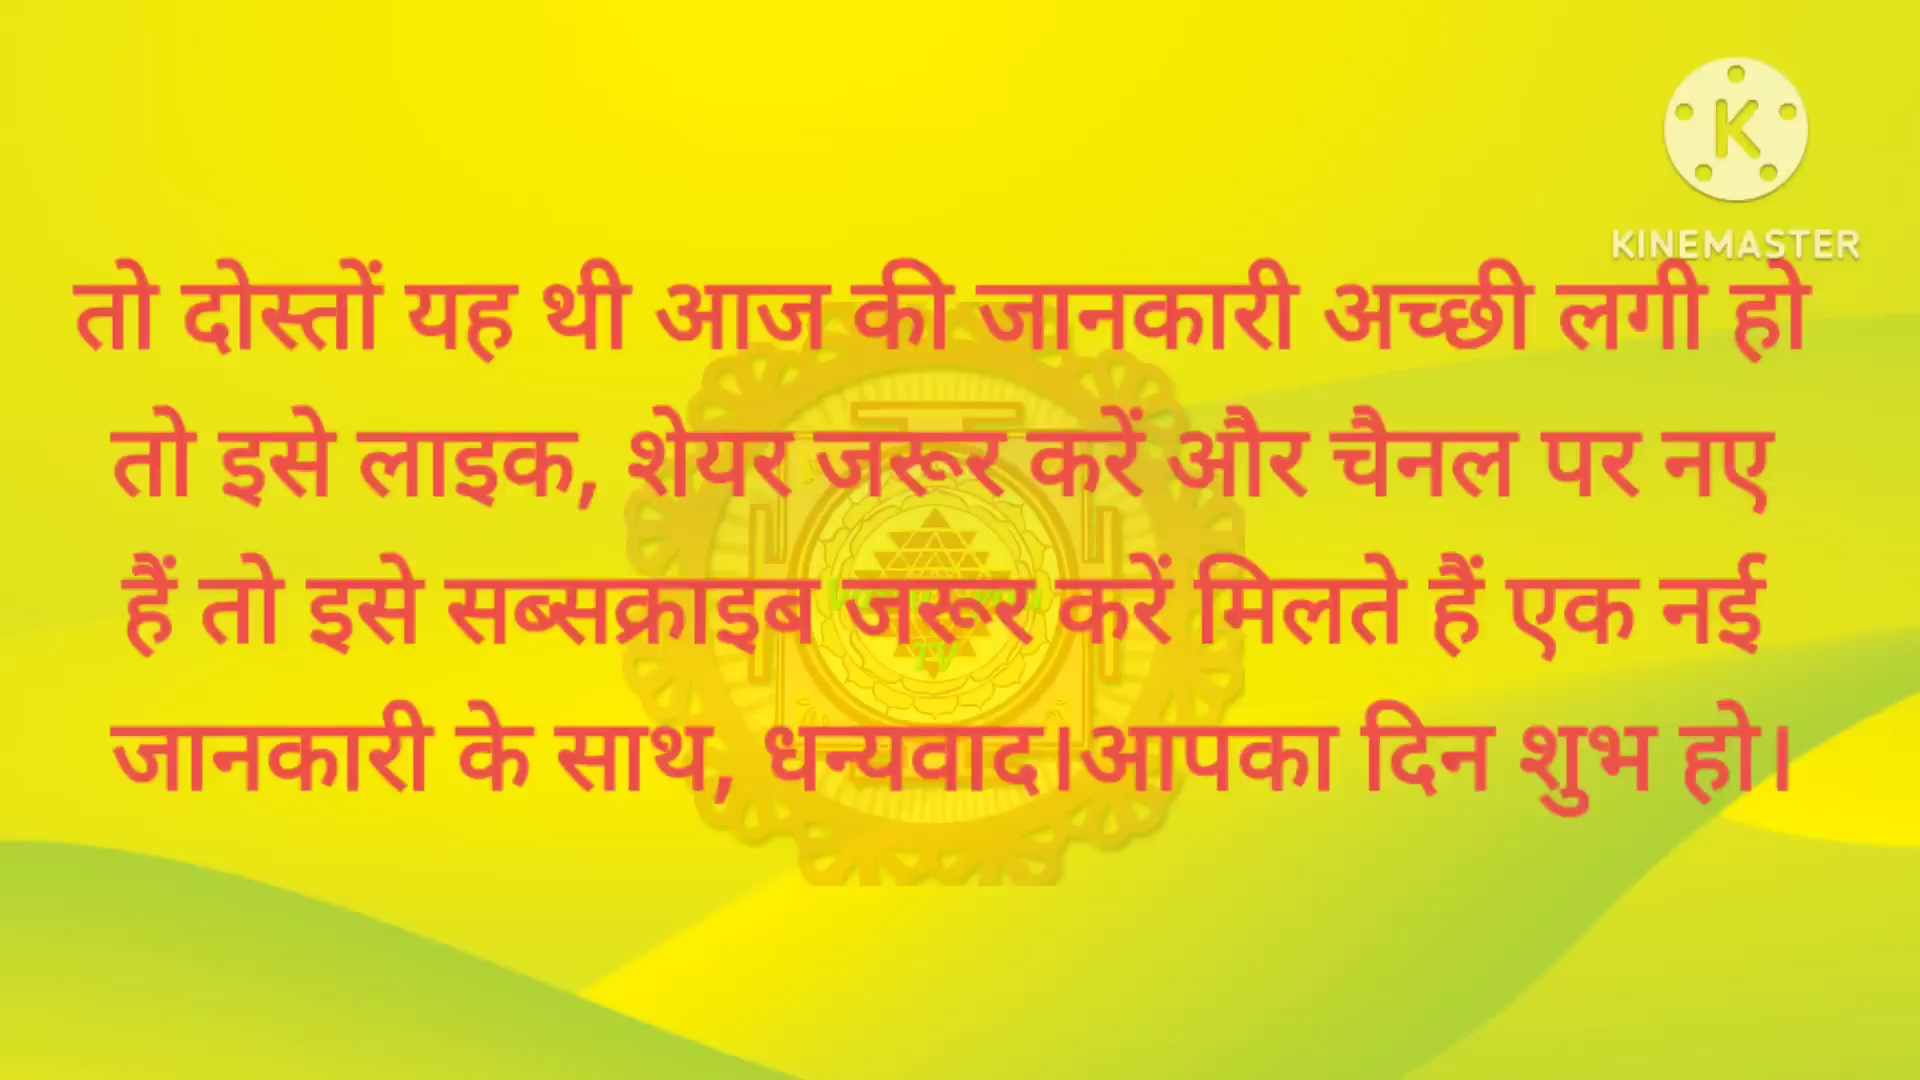 KINEMASTER
तो दोस्तों यह थी आज की जानकारी अच्छी लगी हो
तो इसे लाइक, शेयर जरूर करें और चैनल पर नए
हैं तो इसे सब्सक्राइब जरूर करें मिलते हैं एक नई
जानकारी के साथ, धन्यवाद।आपका दिन शुभ हो।
TV